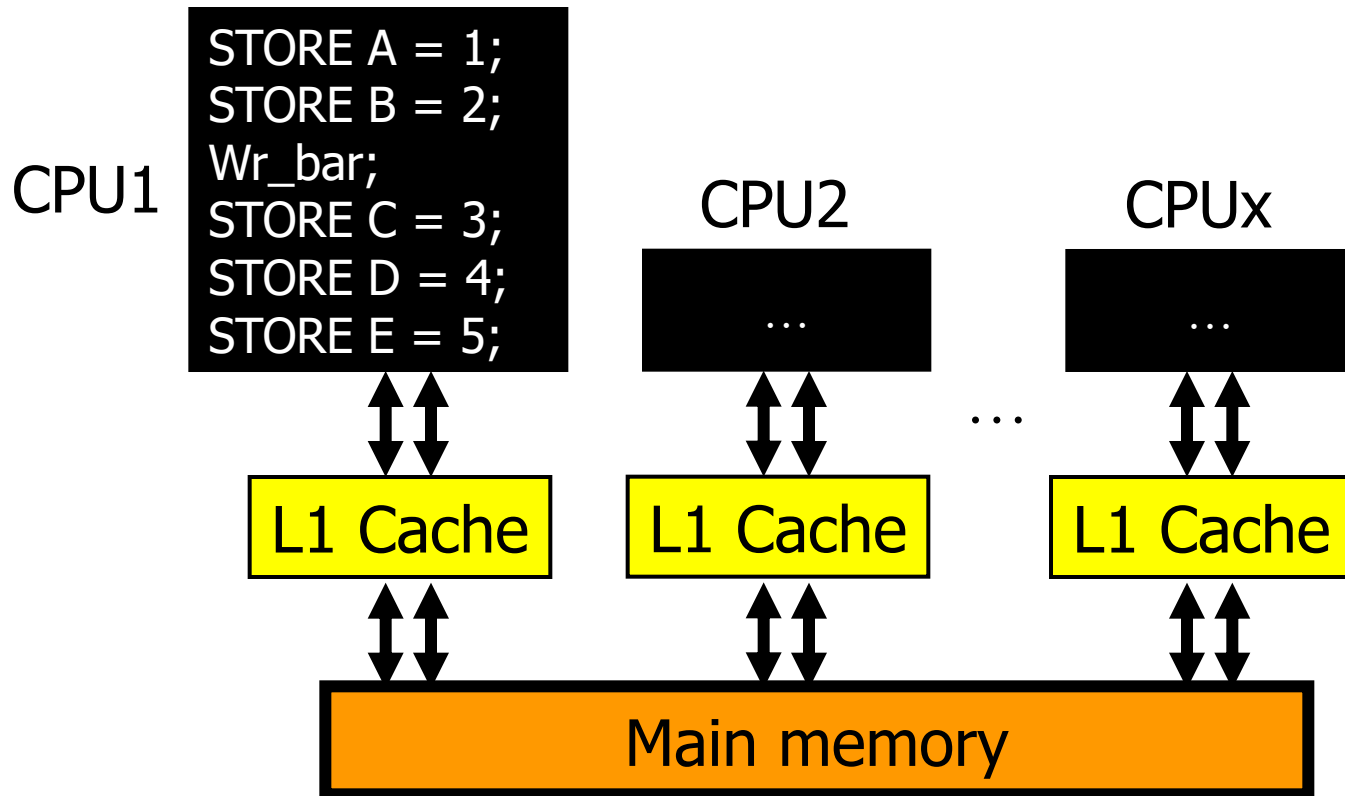 CPU1
STORE A = 1;
STORE B = 2;
Wr_bar;
STORE C = 3;
STORE D = 4;
STORE E = 5;
CPU2
...
...
CPUx
...
L1 Cache
L1 Cache
L1 Cache
Main memory